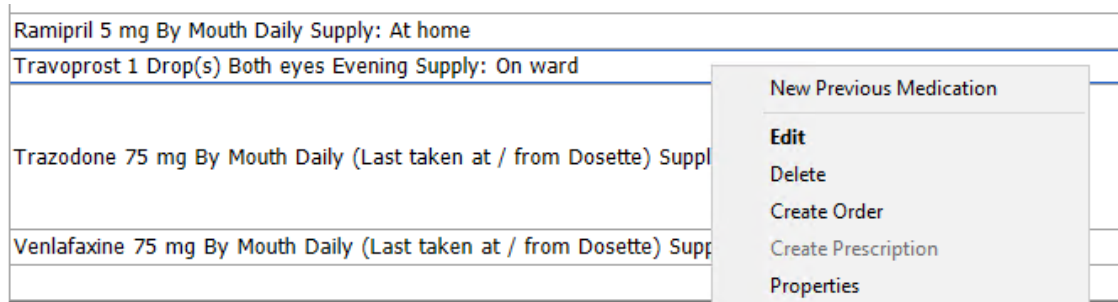 Ramipril 5 mg By Mouth Daily Supply: At home
Travoprost 1 Drop(s) Both eyes Evening Supply: On ward
Trazodone 75 mg By Mouth Daily (Last taken at / from Dosette) Suppl
Venlafaxine 75 mg By Mouth Daily (Last taken at / from Dosette) Supp
New Previous Medication
Edit
Delete
Create Order
Create Prescription
Properties